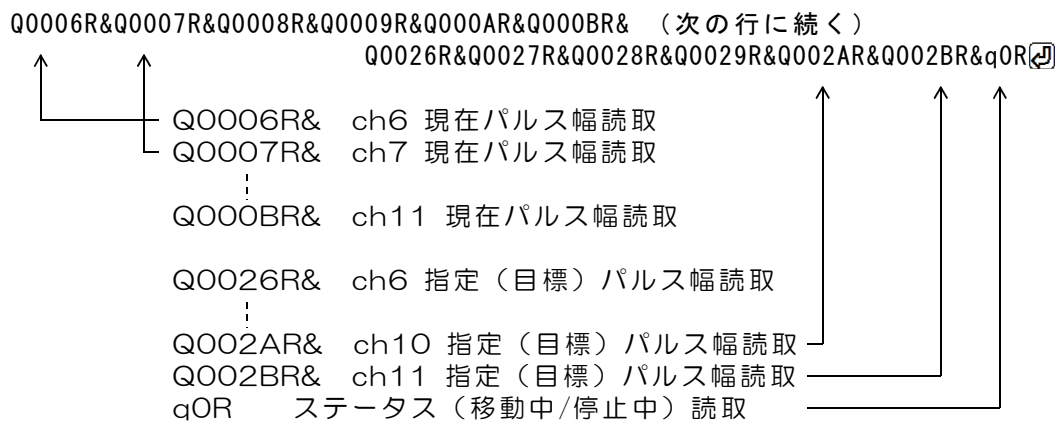 Q0006R&Q0007R&Q0008R&Q0009R&Q000AR&Q000BR& （次の行に続く）
Q0026R&Q0027R&Q0028R&Q0029R&Q002AR&Q002BR&q0R
Q0006R& ch6 現在パルス幅読取
Q0007R& ch7 現在パルス幅読取
Q000BR& ch11 現在パルス幅読取
Q0026R& ch6 指定（目標）パルス幅読取
Q002AR& ch10 指定（目標）パルス幅読取
Q002BR& ch11 指定（目標）パルス幅読取
q0R ステータス（移動中/停止中）読取